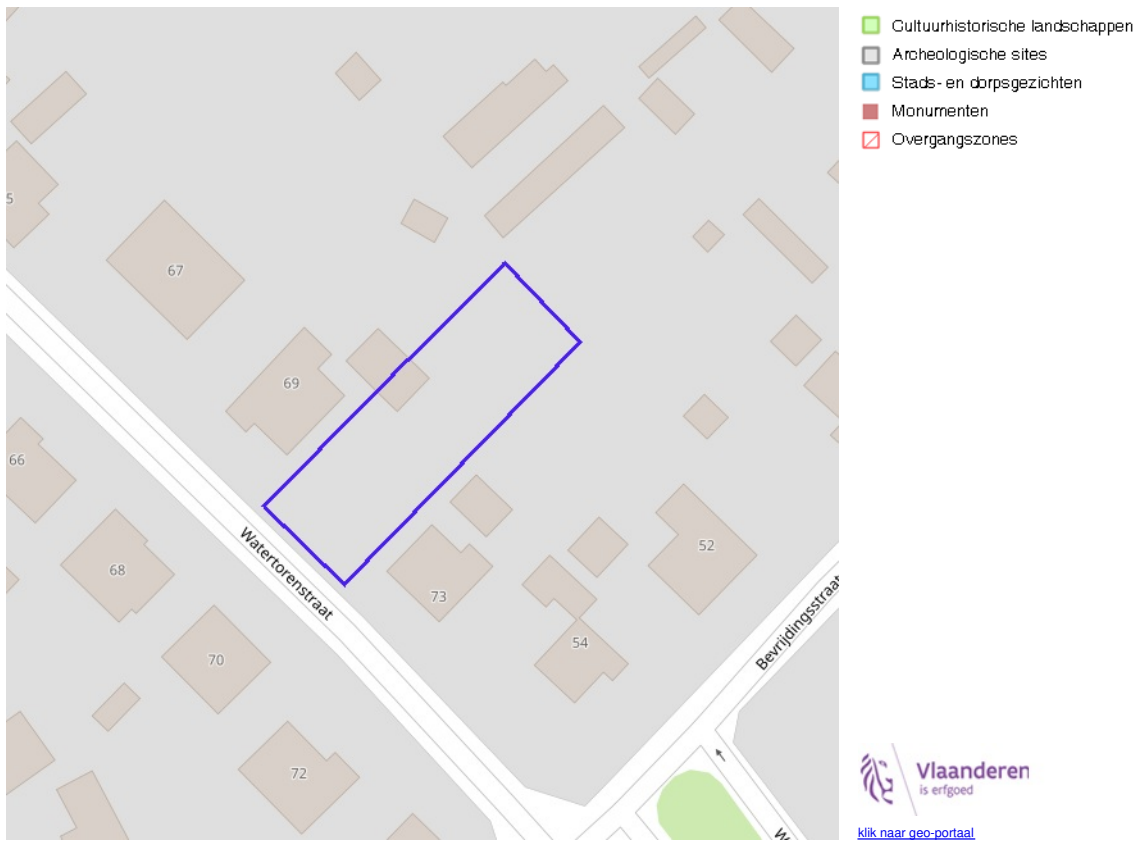 Cultuurhistorische landschappen
Archeologische sites
Stads- en dorpsgezichten
Monumenten
Overgangszones
5
67
69
66
Watertorenstraat
68
73
52
54
Bevrijdingsstraat
70
72
W
Vlaanderen
is erfgoed
klik naar geo-portaal